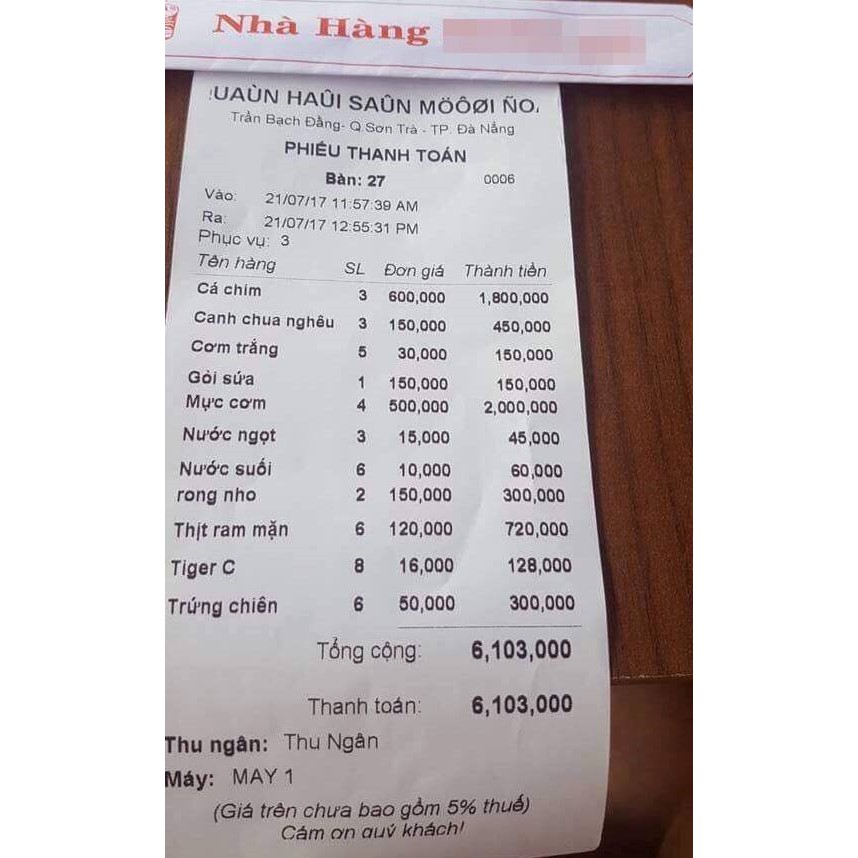 Nhà Hàng
UAÙN HAÛI SAÛN MÖÔØI ÑO
Trần Bạch Đằng- Q.Sơn Trà - TP. Đà Nẵng
PHIẾU THANH TOÁN
Bàn: 27 0006
Vào: 21/07/17 11:57:39 AM
Ra: 21/07/17 12:55:31 PM
Phục vụ: 3
Tên hàng SL Đơn giá Thành tiền
Cá chim 3 600,000 1,800,000
Canh chua nghêu 3 150,000 450,000
Cơm trắng 5 30,000 150,000
Gỏi sứa 1 150,000 150,000
Mực cơm 4 500,000 2,000,000
Nước ngọt 3 15,000 45,000
Nước suối 6 10,000 60,000
rong nho 2 150,000 300,000
Thịt ram mặn 6 120,000 720,000
Tiger C 8 16,000 128,000
Trứng chiên 6 50,000 300,000
Tổng cộng: 6,103,000
Thanh toán: 6,103,000
Thu ngân: Thu Ngân
Máy: MAY 1
(Giá trên chưa bao gồm 5% thuế)
Cám ơn quý khách!